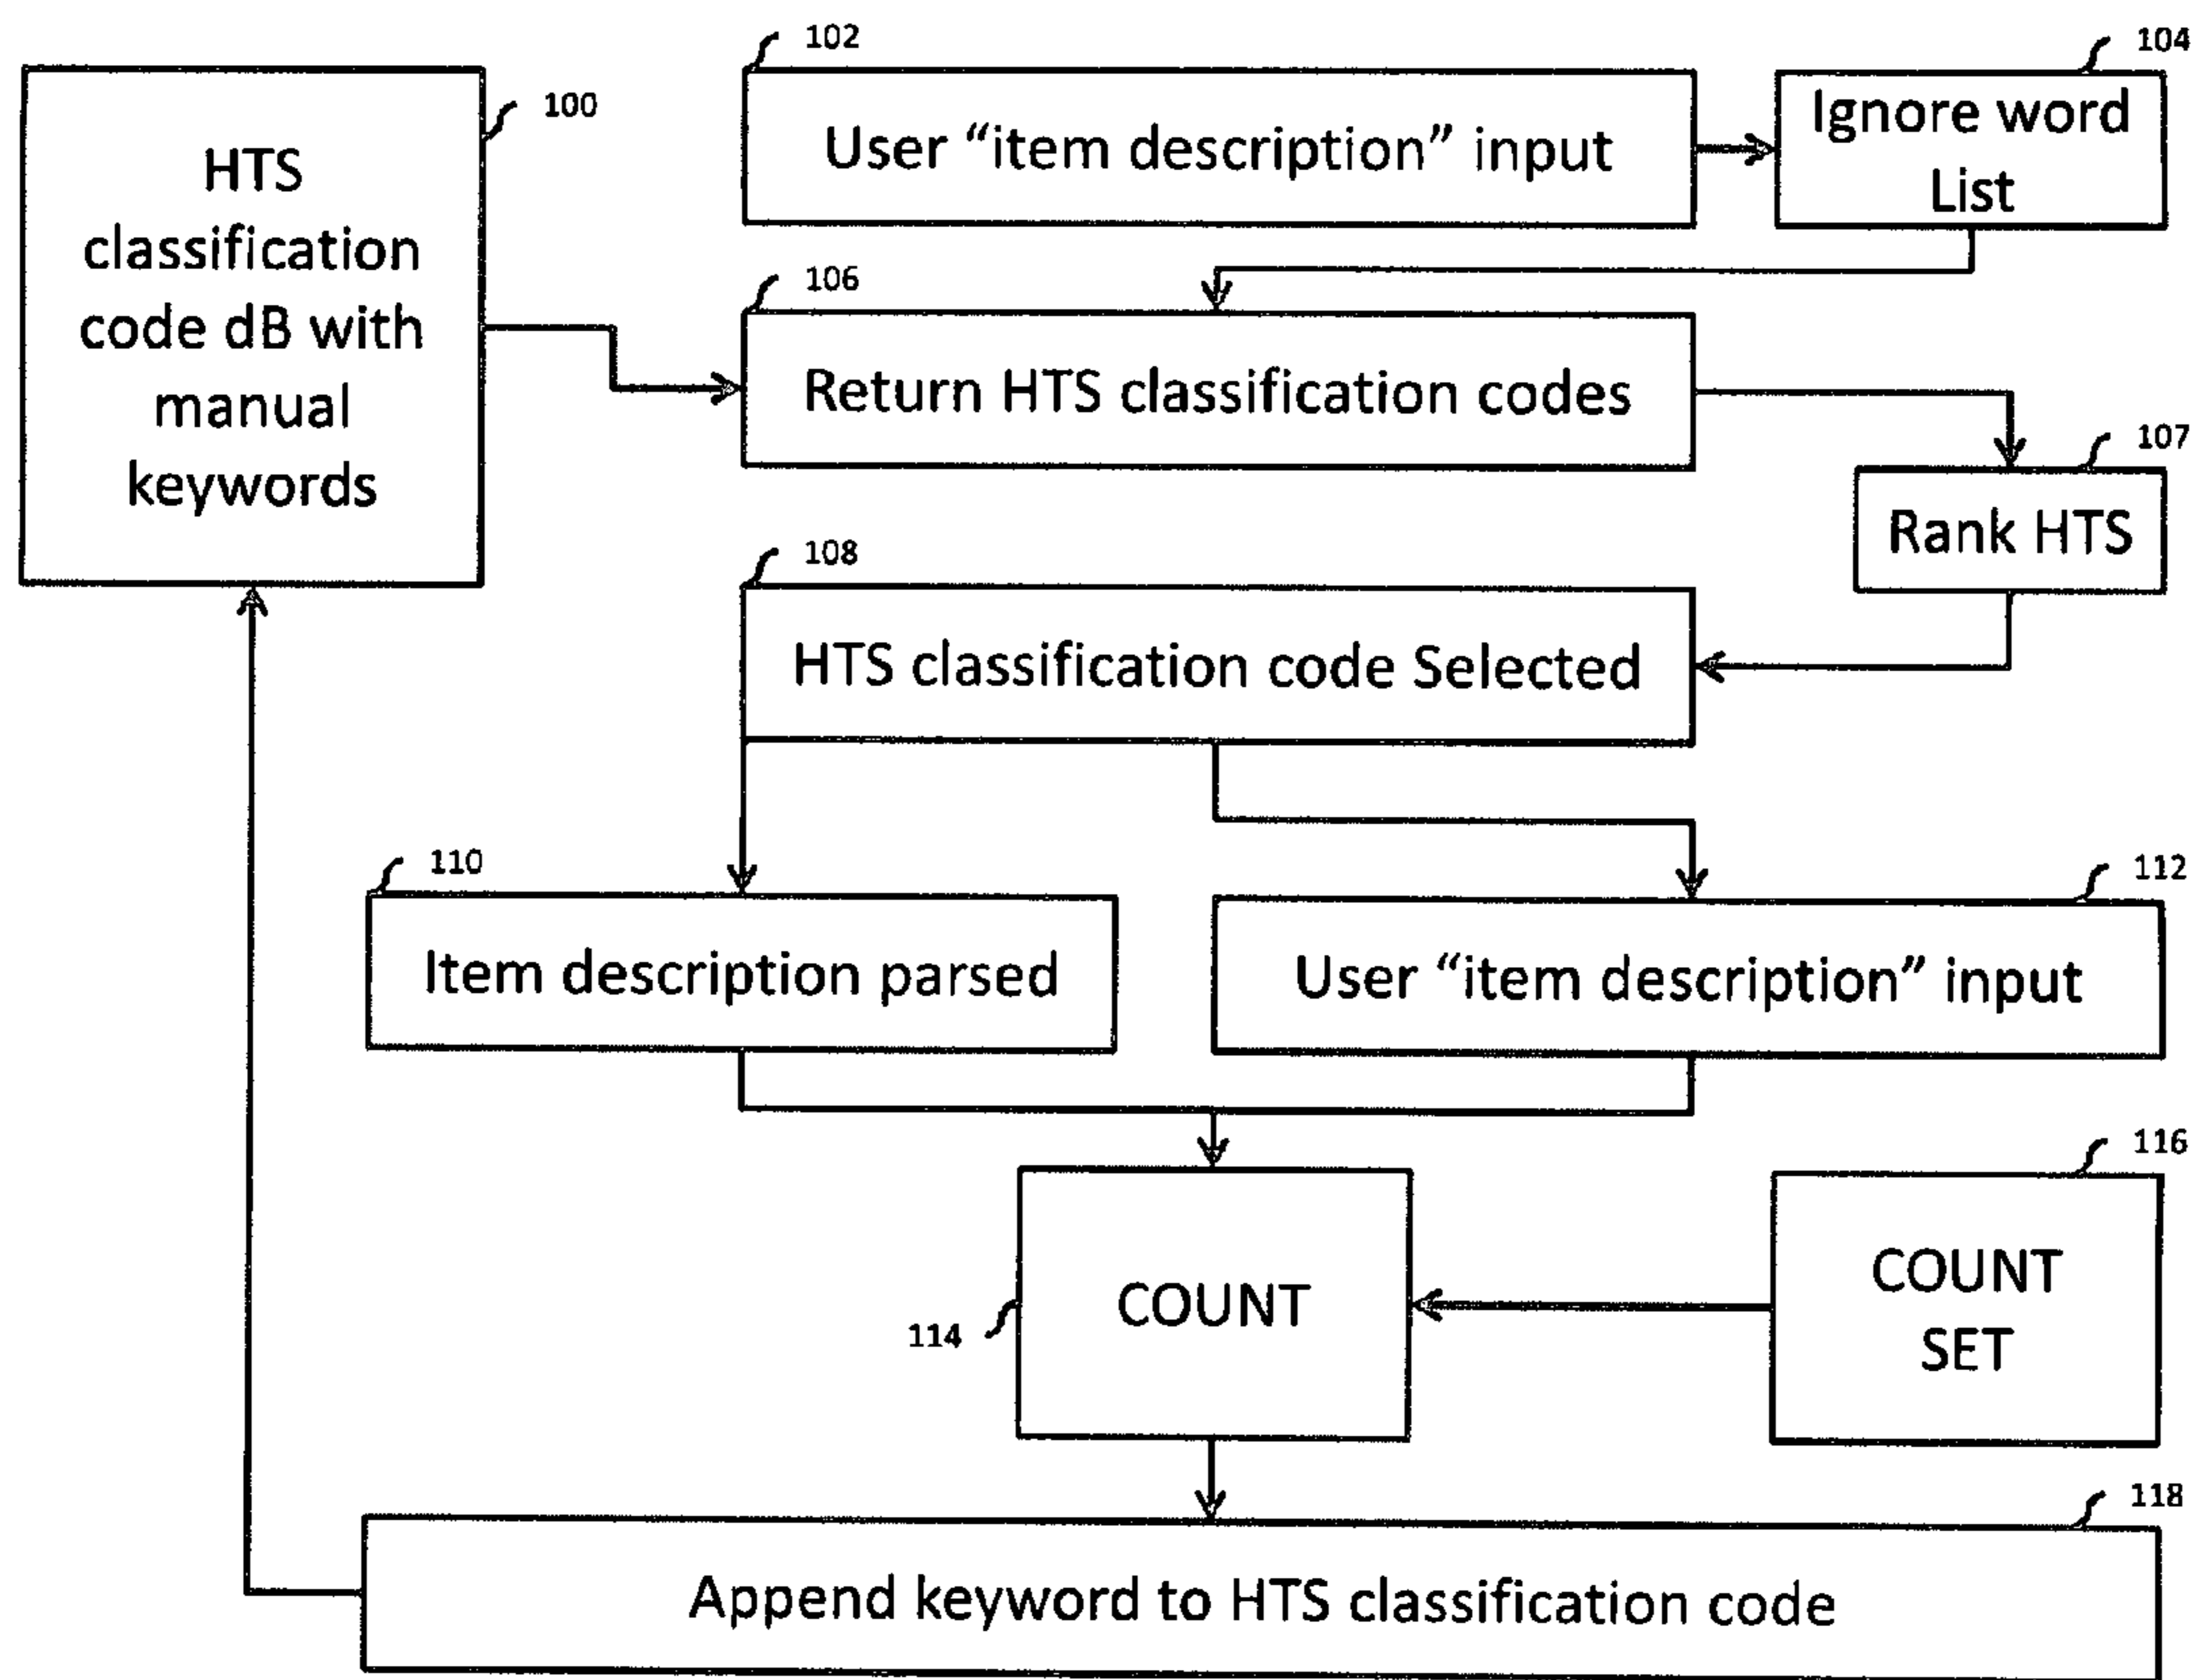 102
104
100
HTS
classification
code dB with
manual
keywords
User “item description” input
Ignore word
List
106
Return HTS classification codes
107
Rank HTS
108
HTS classification code Selected
110
Item description parsed
112
User “item description” input
114
COUNT
116
COUNT
SET
118
Append keyword to HTS classification code